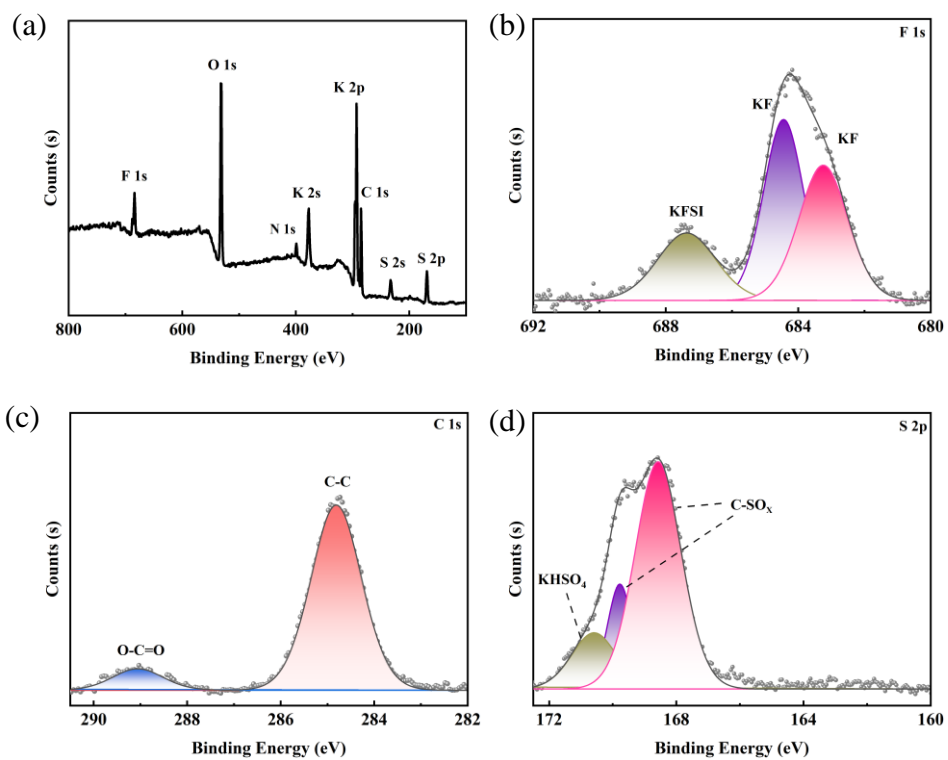 (a)
O 1s
K 2p
F 1s
K 2s
C 1s
N 1s
S 2s
S 2p
Counts (s)
800
600
400
200
Binding Energy (eV)
(b)
F 1s
KF
KF
KFSI
Counts (s)
692
688
684
680
Binding Energy (eV)
(c)
C 1s
C-C
O-C=O
Counts (s)
290
288
286
284
282
Binding Energy (eV)
(d)
S 2p
C-SOₓ
KHSO₄
Counts (s)
172
168
164
160
Binding Energy (eV)